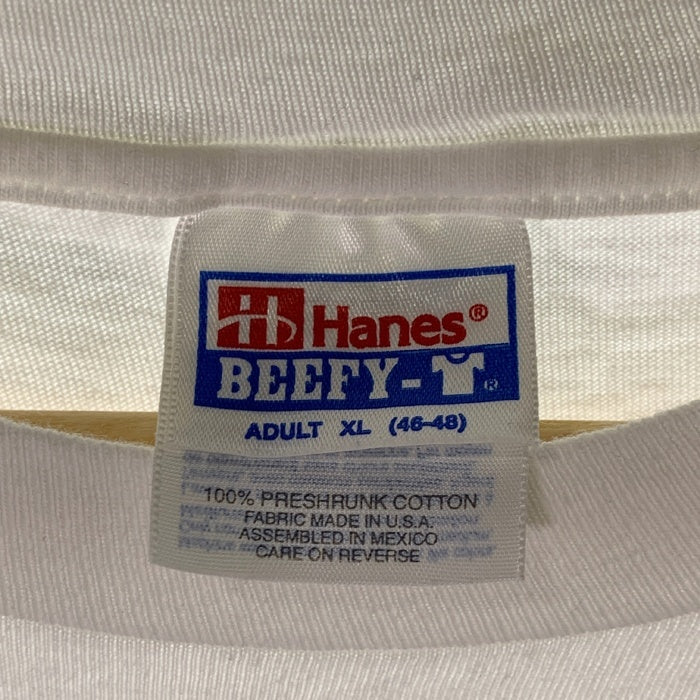 Hanes®
BEEFY-T®
ADULT XL (46-48)
100% PRESHRUNK COTTON
FABRIC MADE IN U.S.A.
ASSEMBLED IN MEXICO
CARE ON REVERSE